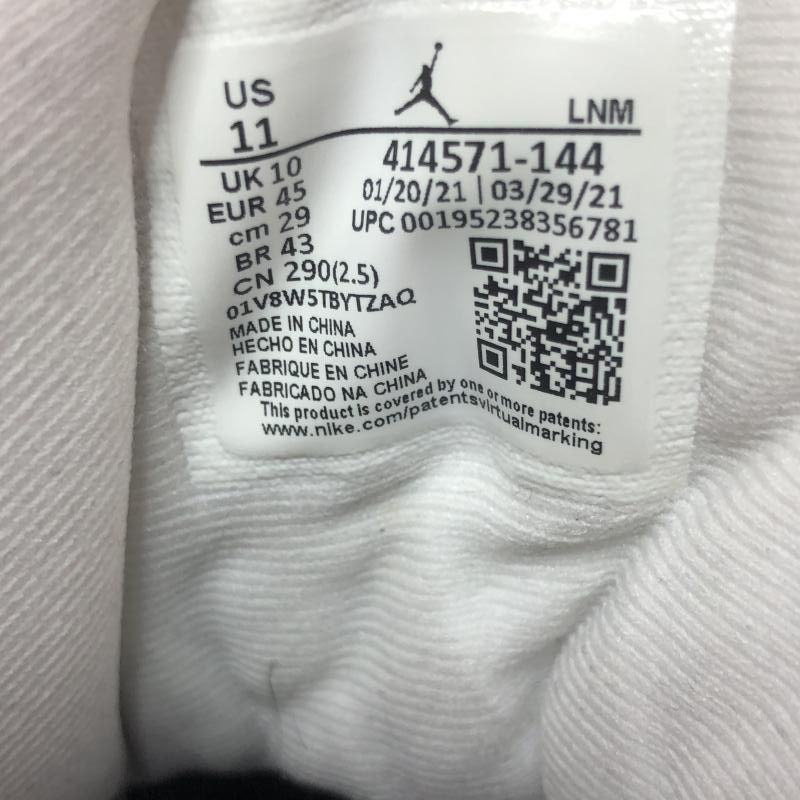 US
11
LNM
UK 10
EUR 45
cm 29
BR 43
CN 290(2.5)
414571-144
01/20/21 | 03/29/21
UPC 00195238356781
01V8W5TBYTZAQ
MADE IN CHINA
HECHO EN CHINA
FABRIQUE EN CHINE
FABRICADO NA CHINA
This product is covered by one or more patents:
www.nike.com/patentsvirtualmarking